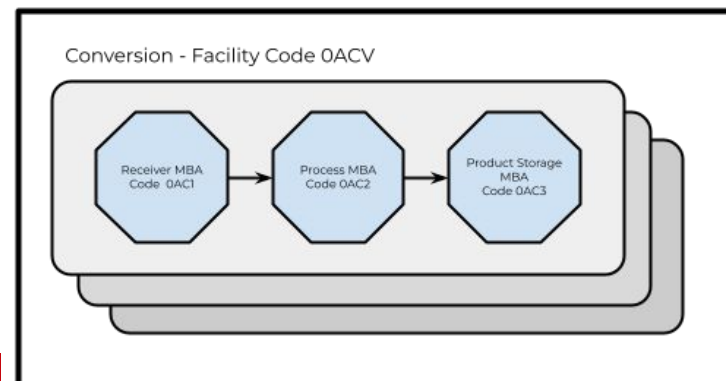 Conversion - Facility Code 0ACV
Receiver MBA
Code 0AC1
Process MBA
Code 0AC2
Product Storage
MBA
Code 0AC3